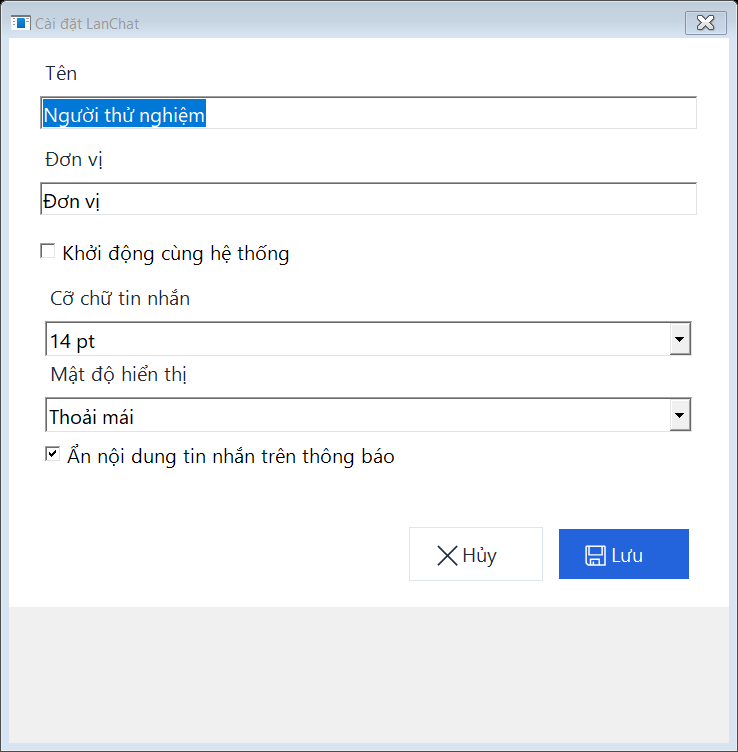 Cài đặt LanChat
Tên
Người thử nghiệm
Đơn vị
Đơn vị
Khởi động cùng hệ thống
Cỡ chữ tin nhắn
14 pt
Mật độ hiển thị
Thoải mái
Ẩn nội dung tin nhắn trên thông báo
Hủy
Lưu